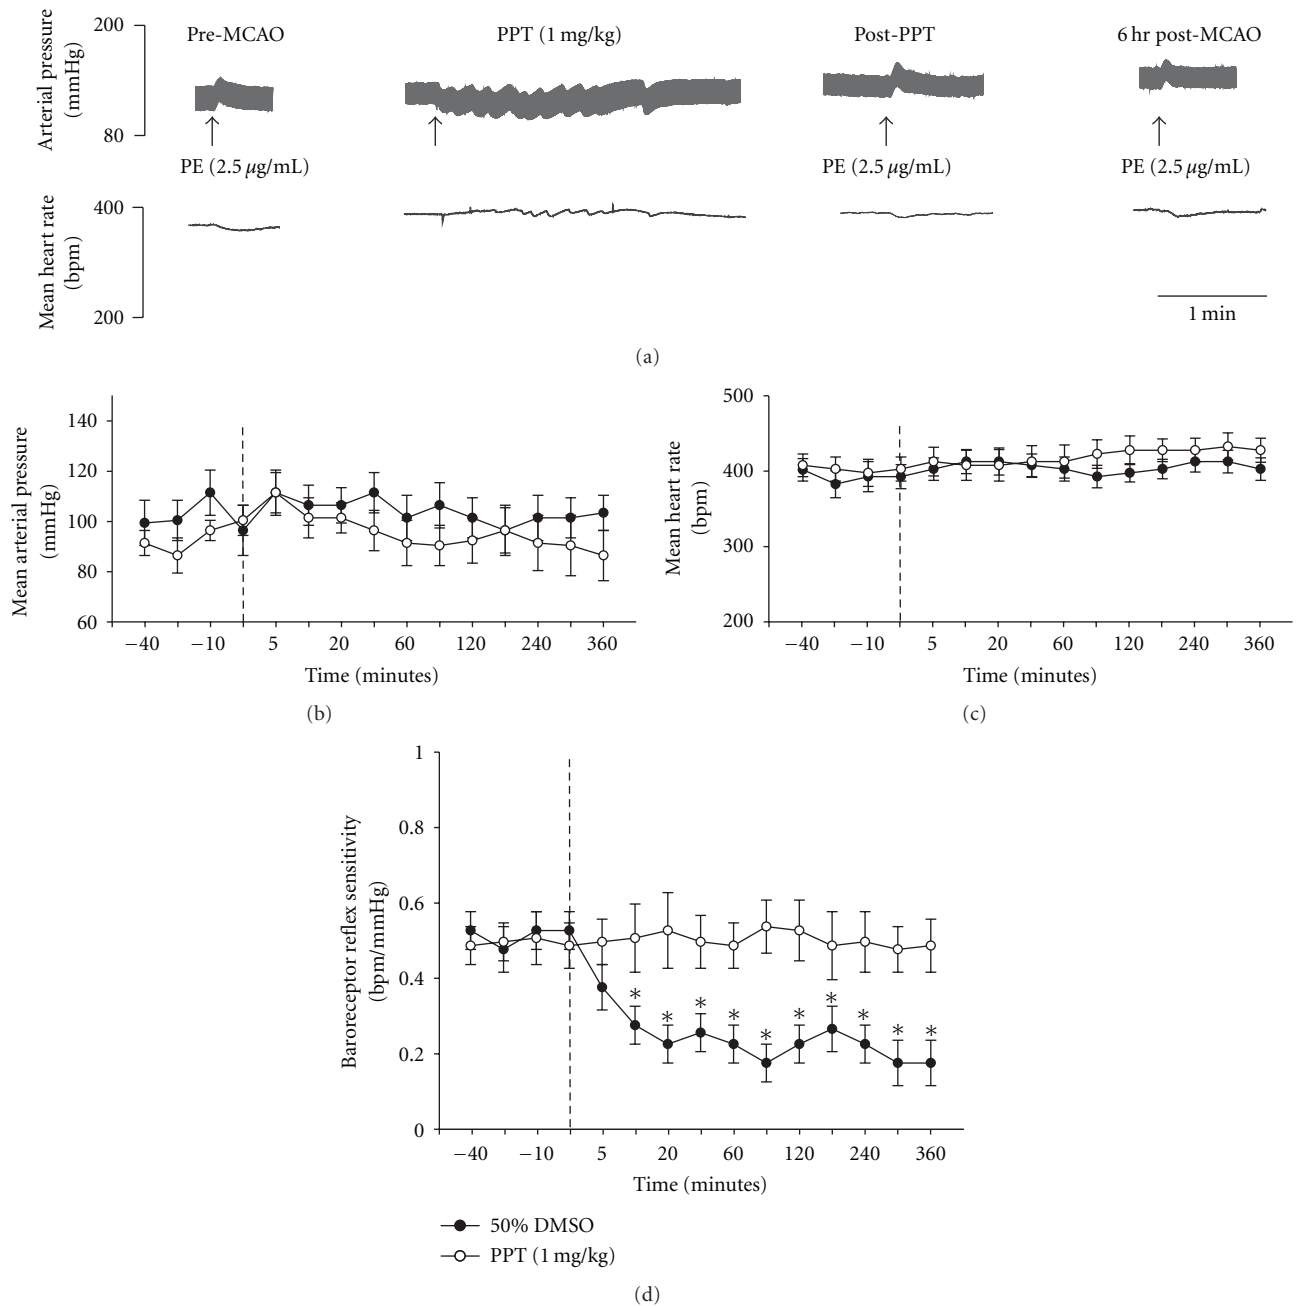 Arterial pressure
(mmHg)
200
80
Pre-MCAO
PPT (1 mg/kg)
Post-PPT
6 hr post-MCAO
PE (2.5 µg/mL)
PE (2.5 µg/mL)
PE (2.5 µg/mL)
Mean heart rate
(bpm)
400
200
1 min
(a)
Mean arterial pressure
(mmHg)
140
120
100
80
60
−40 −10 5 20 60 120 240 360
Time (minutes)
(b)
Mean heart rate
(bpm)
500
400
300
200
−40 −10 5 20 60 120 240 360
Time (minutes)
(c)
Baroreceptor reflex sensitivity
(bpm/mmHg)
1
0.8
0.6
0.4
0.2
0
* * * * * * * * * *
−40 −10 5 20 60 120 240 360
Time (minutes)
50% DMSO
PPT (1 mg/kg)
(d)